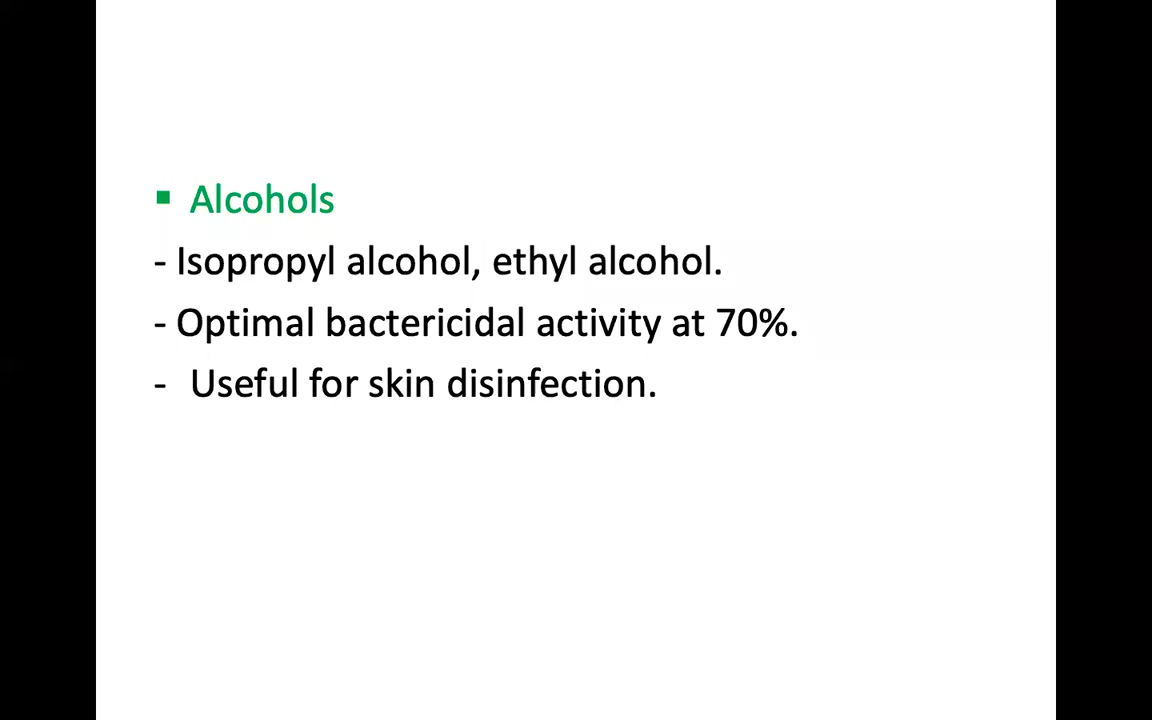 ▪ Alcohols
- Isopropyl alcohol, ethyl alcohol.
- Optimal bactericidal activity at 70%.
- Useful for skin disinfection.